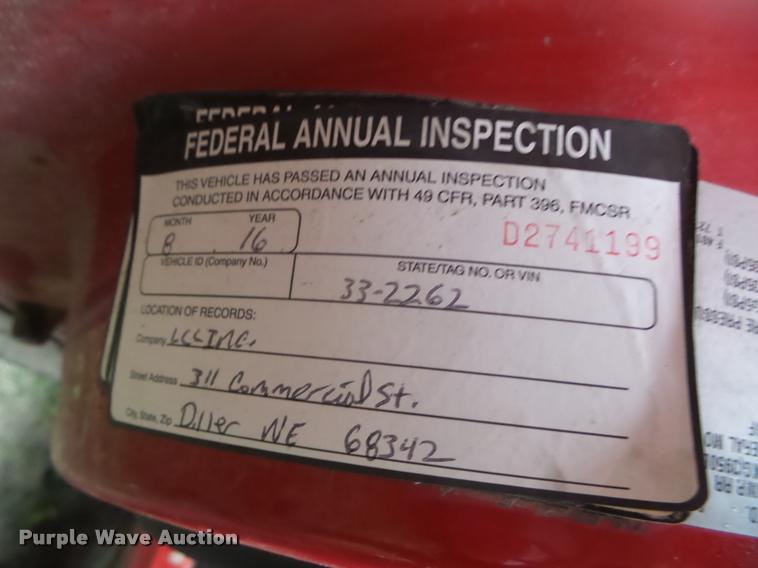 FEDERAL ANNUAL INSPECTION
THIS VEHICLE HAS PASSED AN ANNUAL INSPECTION
CONDUCTED IN ACCORDANCE WITH 49 CFR, PART 396, FMCSR
MONTH YEAR
8 16 D2741199
VEHICLE ID (Company No.) STATE/TAG NO. OR VIN
33-2262
LOCATION OF RECORDS:
Company LCC INC.
Street Address 311 Commercial St.
City, State, Zip Diller NE 68342
Purple Wave Auction